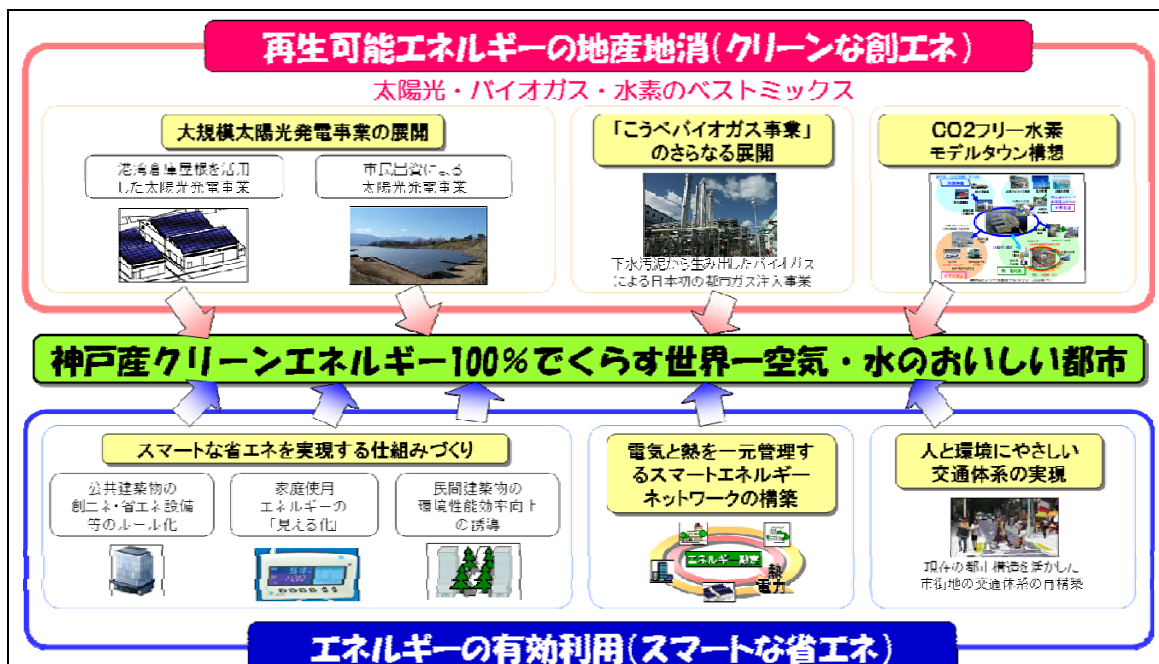 再生可能エネルギーの地産地消(クリーンな創エネ)
太陽光・バイオガス・水素のベストミックス
大規模太陽光発電事業の展開
港湾倉庫屋根を活用
した太陽光発電事業
市民出資による
太陽光発電事業
「こうべバイオガス事業」
のさらなる展開
下水汚泥から生み出したバイオガス
による日本初の都市ガス注入事業
CO2フリー水素
モデルタウン構想
神戸産クリーンエネルギー100%でくらす世界一空気・水のおいしい都市
スマートな省エネを実現する仕組みづくり
公共建築物の
創エネ・省エネ設備
等のルール化
家庭使用
エネルギーの
「見える化」
民間建築物の
環境性能効率向上
の誘導
電気と熱を一元管理す
るスマートエネルギー
ネットワークの構築
熱
電力
人と環境にやさしい
交通体系の実現
現在の都市構造を活かした
市街地の交通体系の再構築
エネルギーの有効利用(スマートな省エネ)